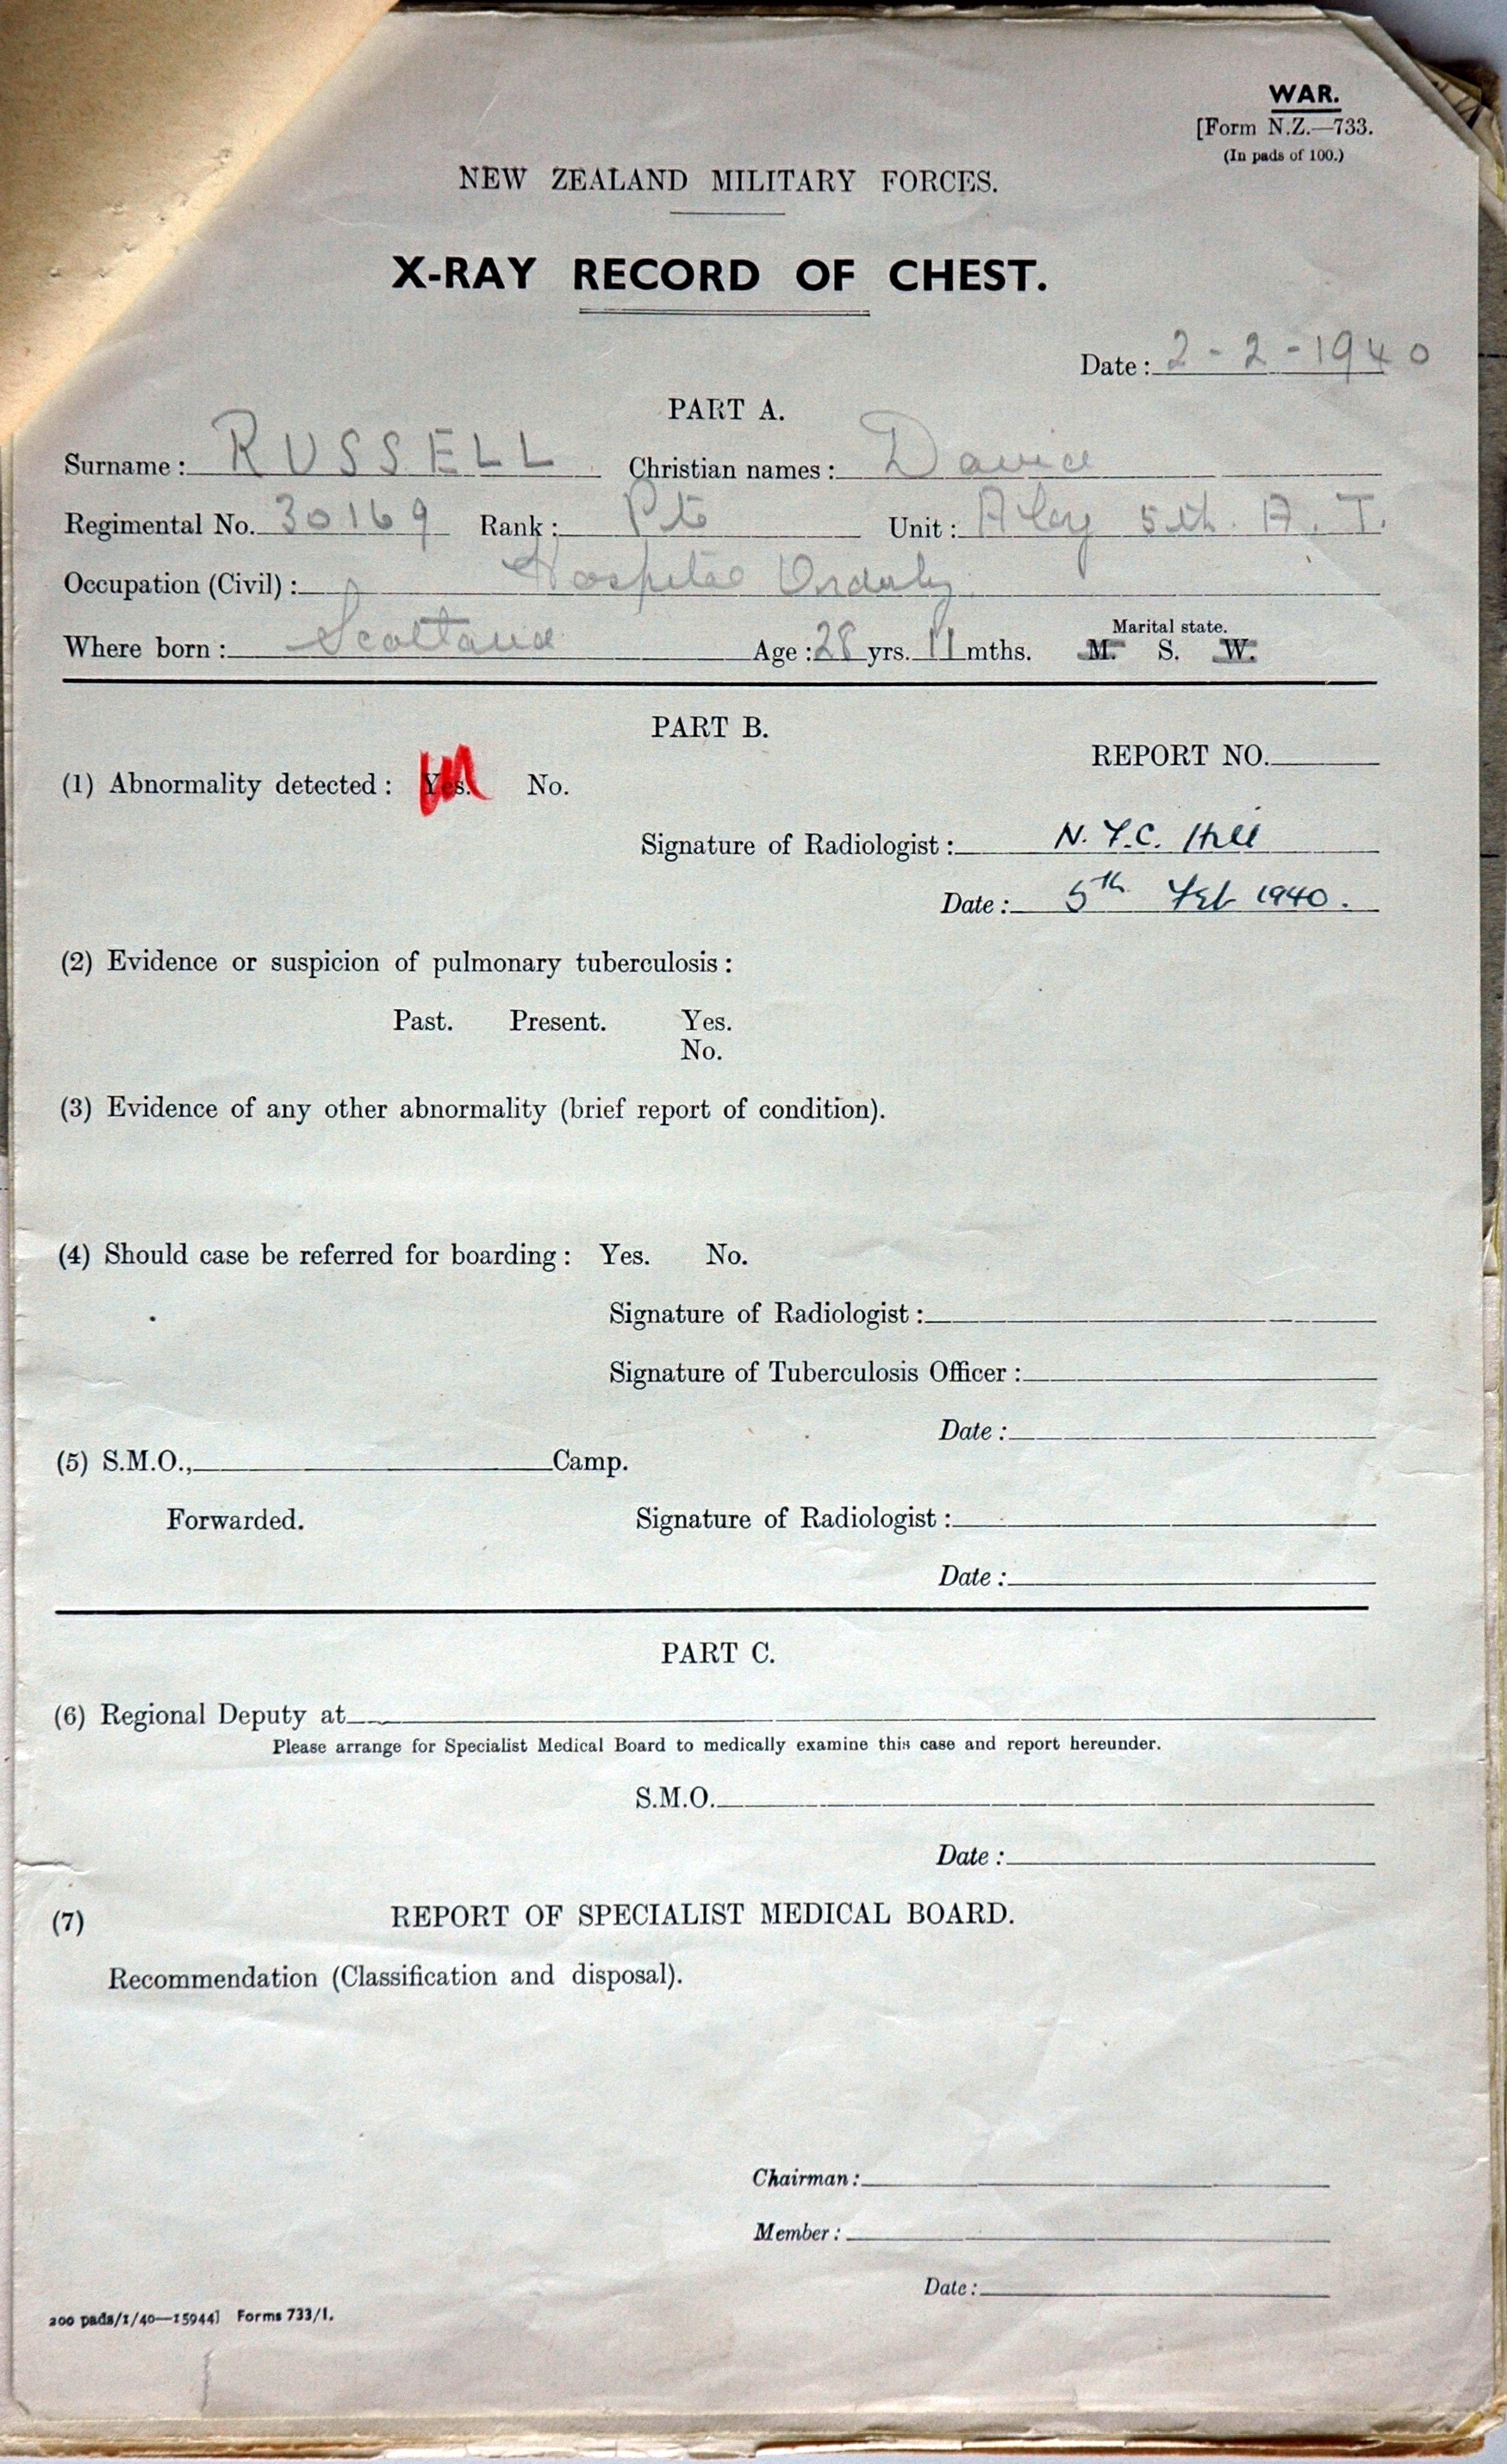 WAR.
[Form N.Z.—733.
(In pads of 100.)
NEW ZEALAND MILITARY FORCES.
X-RAY RECORD OF CHEST.
Date: 2-2-1940
PART A.
Surname: RUSSELL Christian names: David
Regimental No. 30169 Rank: Pte Unit: A Coy 5th. A. T.
Occupation (Civil): Hospital Orderly
Where born: Scotland Age: 28 yrs. 11 mths. Marital state. M. S. W.
PART B.
REPORT NO.
(1) Abnormality detected: Yes. No.
Signature of Radiologist: N. F.C. Hill
Date: 5th Feb 1940.
(2) Evidence or suspicion of pulmonary tuberculosis:
Past. Present. Yes.
No.
(3) Evidence of any other abnormality (brief report of condition).
(4) Should case be referred for boarding: Yes. No.
Signature of Radiologist:
Signature of Tuberculosis Officer:
Date:
(5) S.M.O., Camp.
Forwarded. Signature of Radiologist:
Date:
PART C.
(6) Regional Deputy at
Please arrange for Specialist Medical Board to medically examine this case and report hereunder.
S.M.O.
Date:
(7) REPORT OF SPECIALIST MEDICAL BOARD.
Recommendation (Classification and disposal).
Chairman:
Member:
Date:
200 pads/1/40—15944] Forms 733/1.